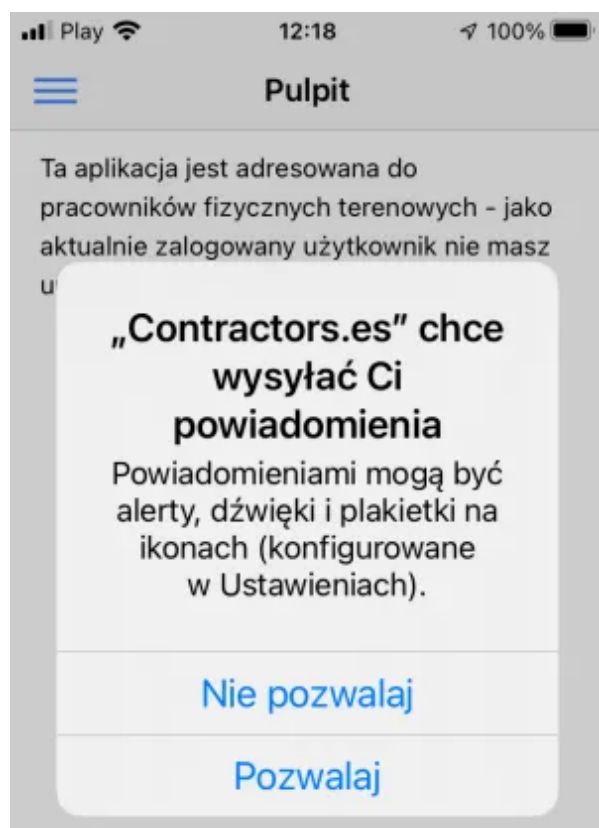 Play 12:18 100%
Pulpit
Ta aplikacja jest adresowana do
pracowników fizycznych terenowych - jako
aktualnie zalogowany użytkownik nie masz
„Contractors.es” chce
wysyłać Ci
powiadomienia
Powiadomieniami mogą być
alerty, dźwięki i plakietki na
ikonach (konfigurowane
w Ustawieniach).
Nie pozwalaj
Pozwalaj